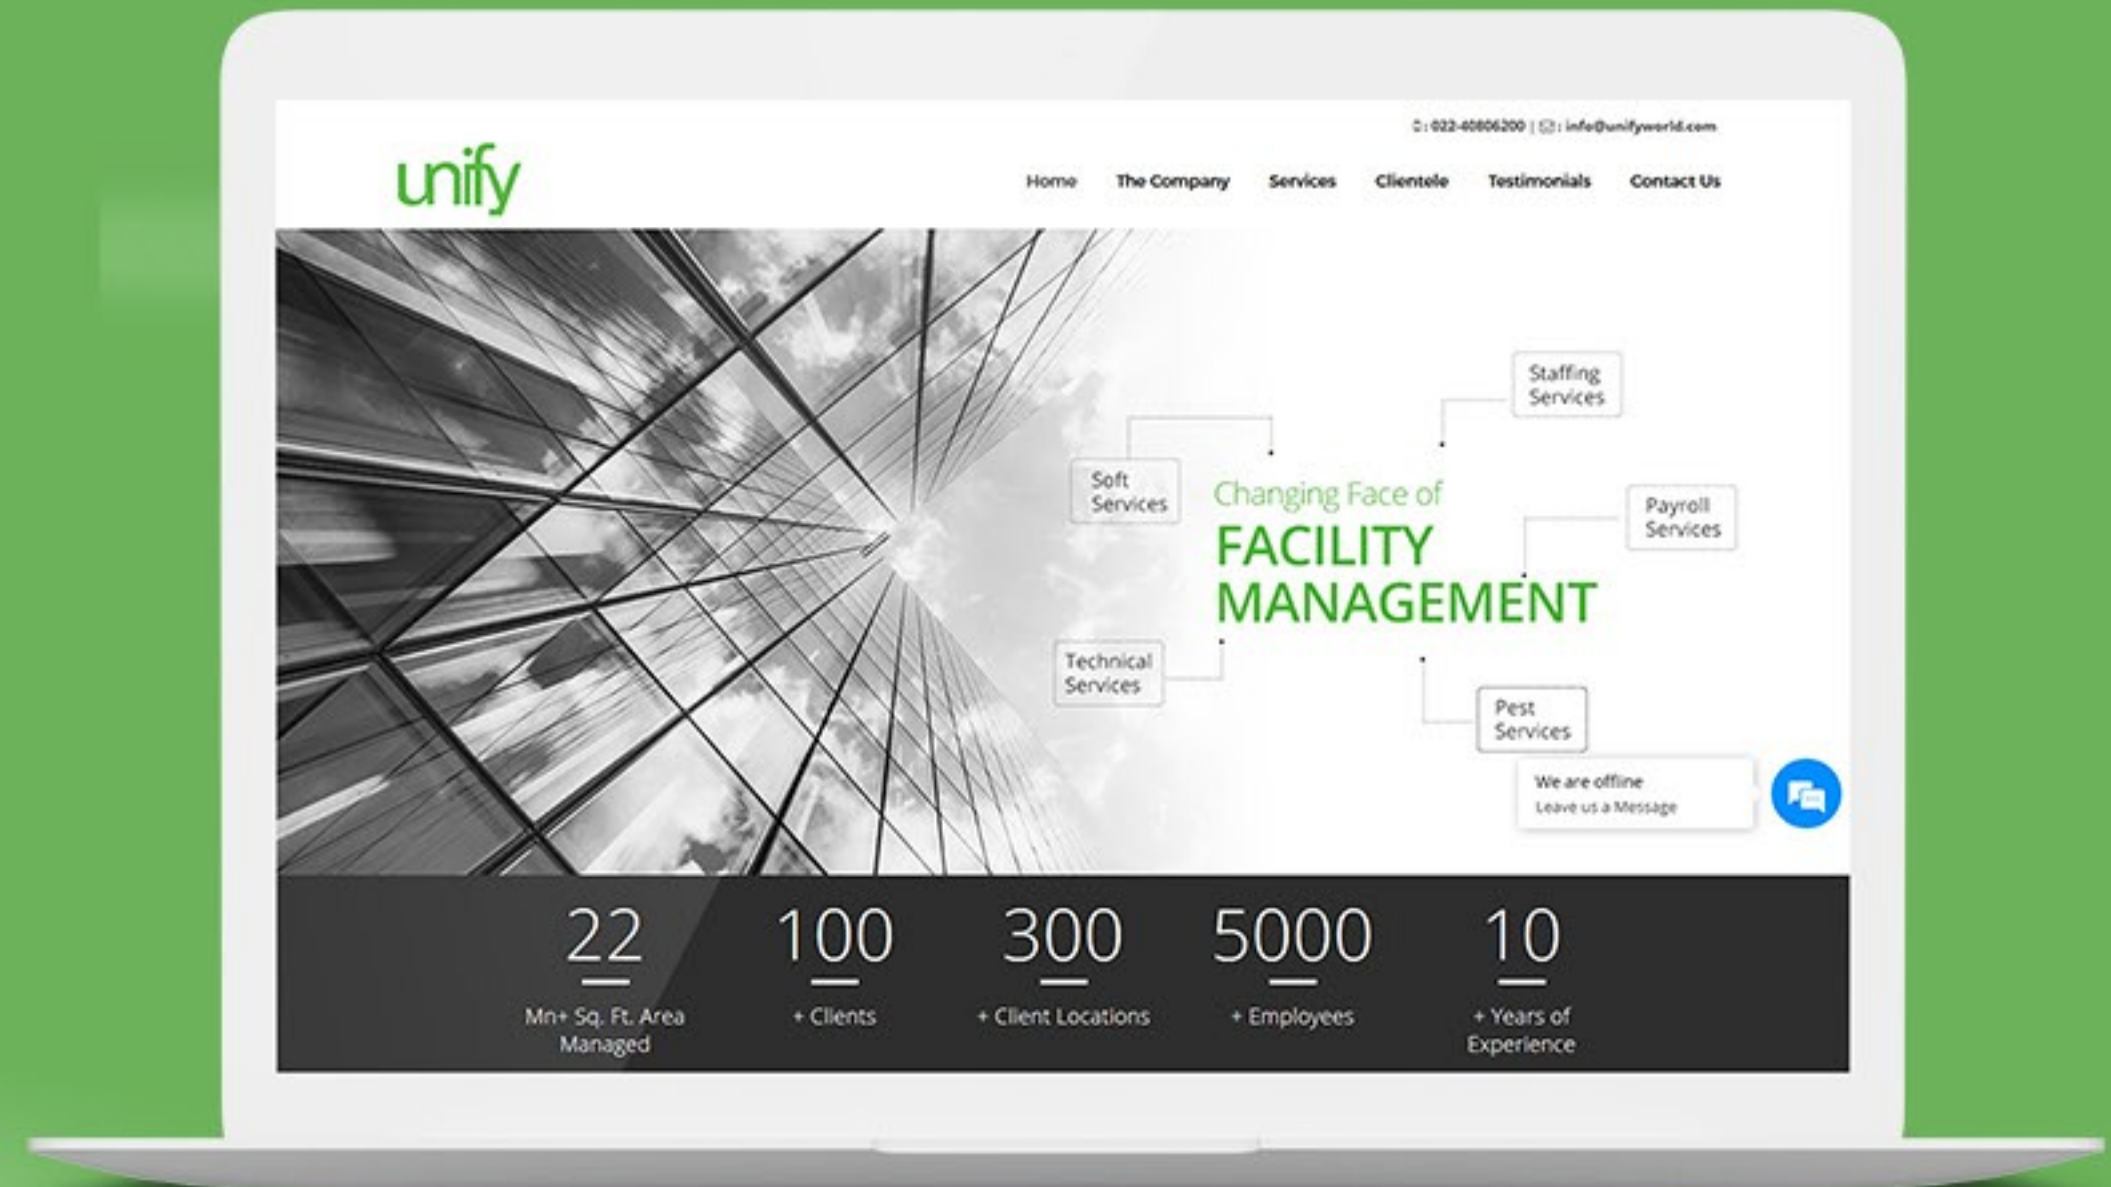 : 022-40806200 | : info@unifyworld.com
unify
Home The Company Services Clientele Testimonials Contact Us
Staffing
Services
Soft
Services
Changing Face of
FACILITY
MANAGEMENT
Payroll
Services
Technical
Services
Pest
Services
We are offline
Leave us a Message
22 100 300 5000 10
Mn+ Sq. Ft. Area
Managed
+ Clients
+ Client Locations
+ Employees
+ Years of
Experience